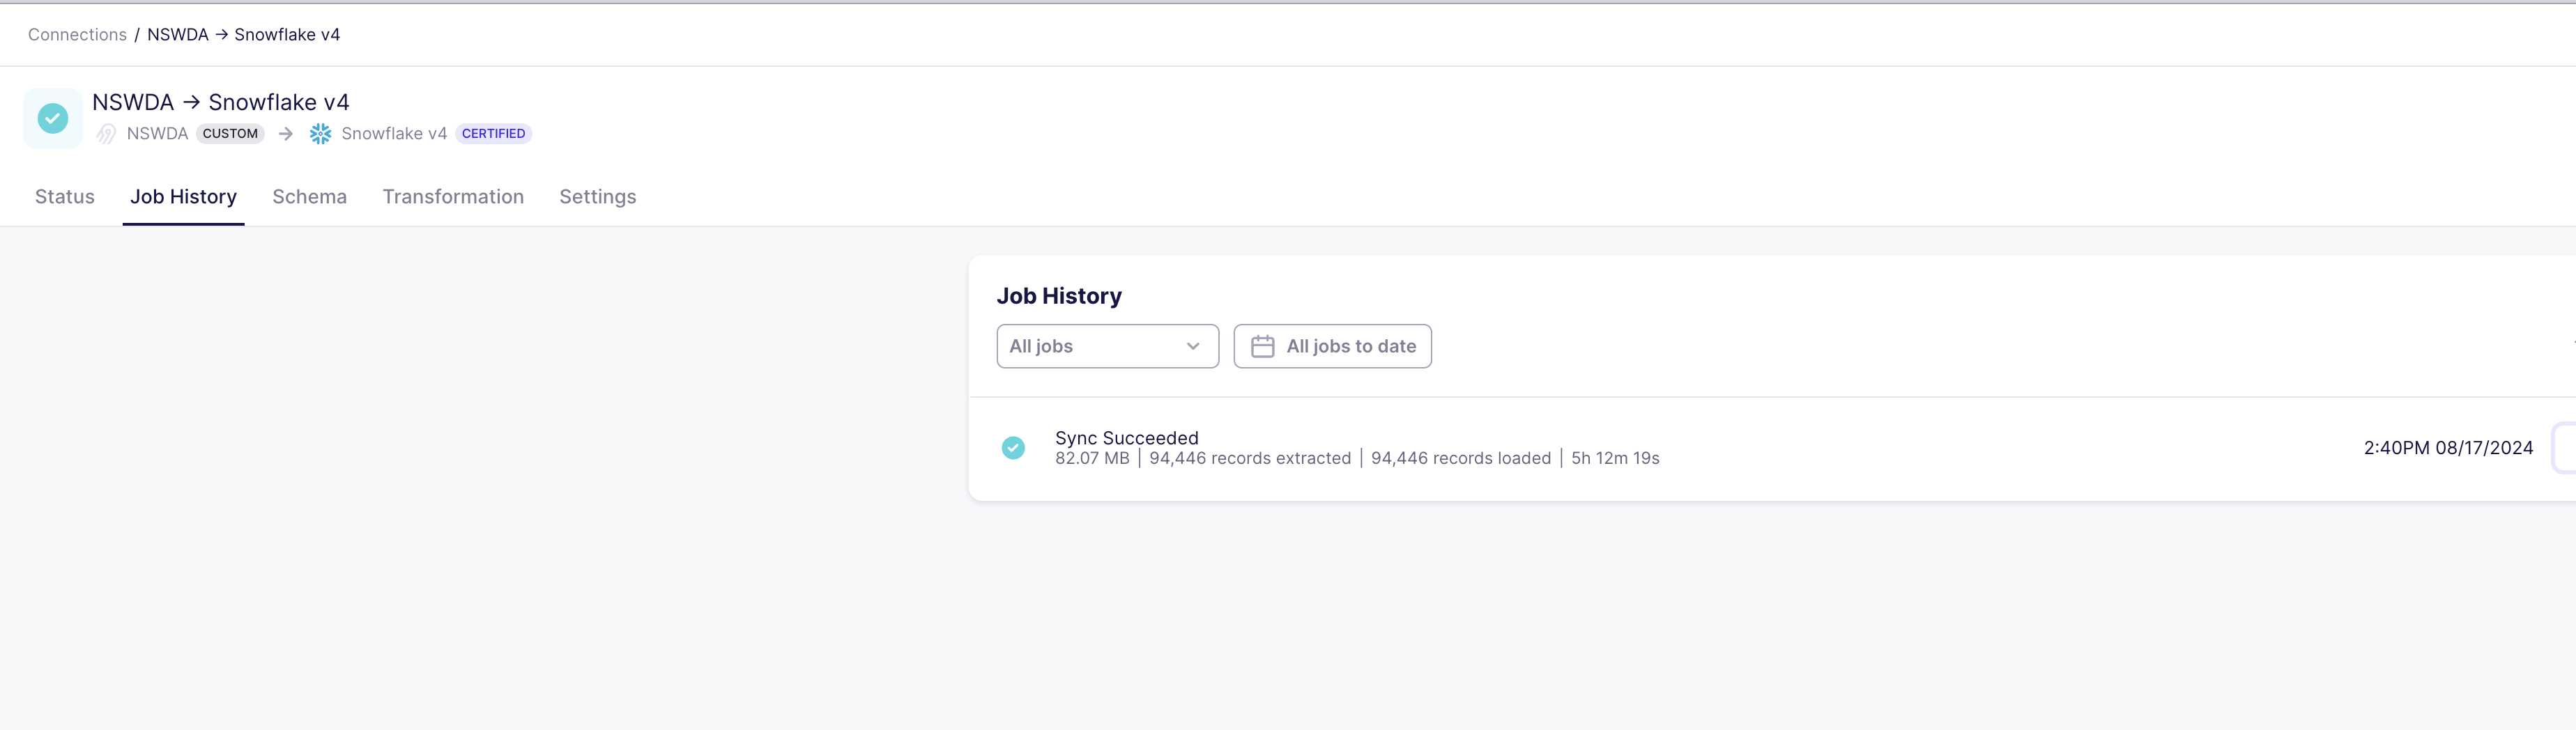 Connections / NSWDA → Snowflake v4
NSWDA → Snowflake v4
NSWDA CUSTOM → Snowflake v4 CERTIFIED
Status Job History Schema Transformation Settings
Job History
All jobs All jobs to date
Sync Succeeded
82.07 MB | 94,446 records extracted | 94,446 records loaded | 5h 12m 19s
2:40PM 08/17/2024